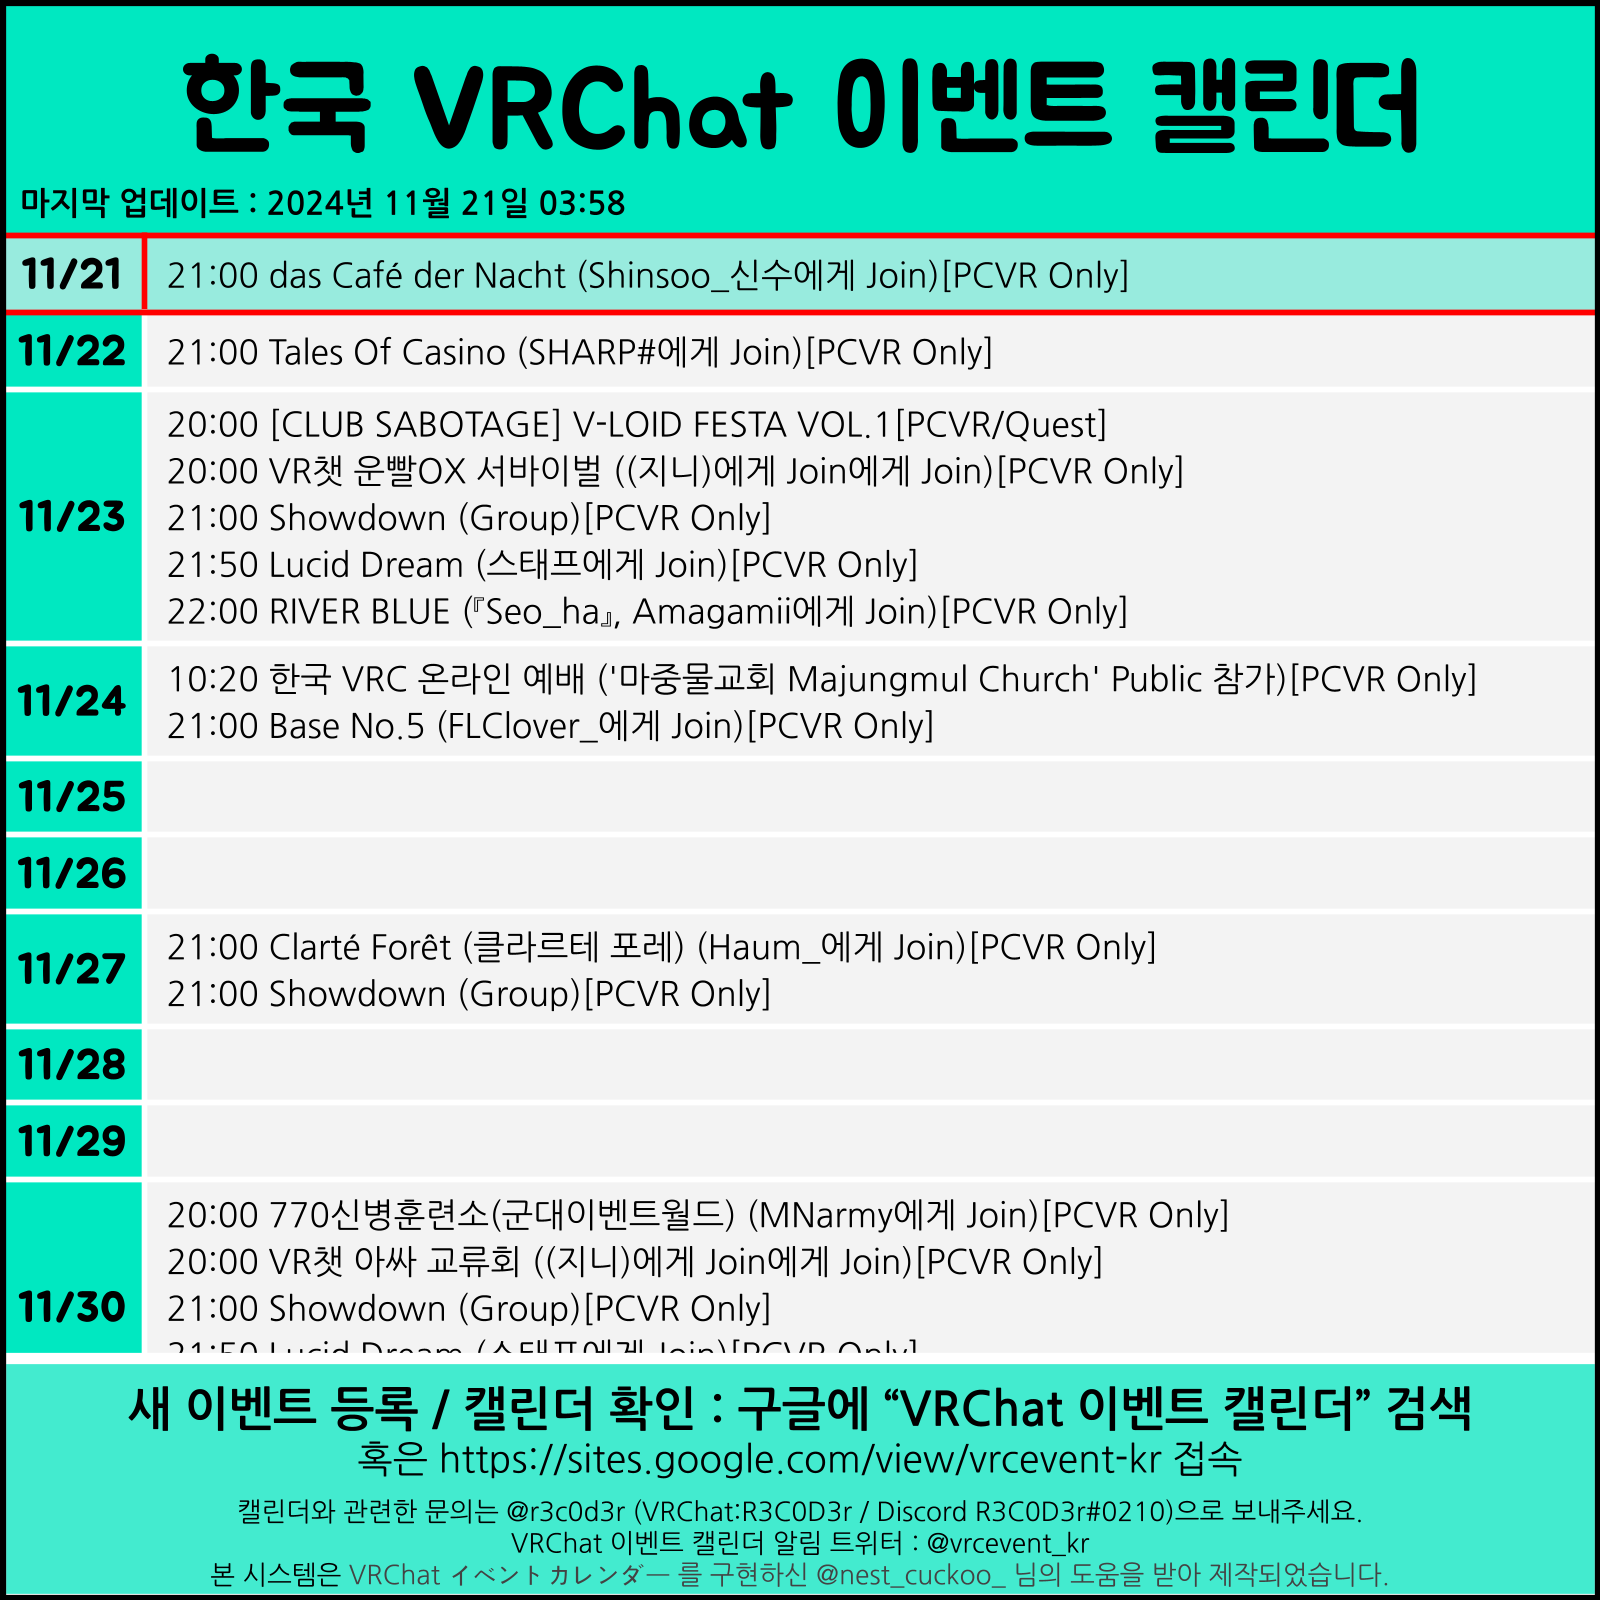 한국 VRChat 이벤트 캘린더
마지막 업데이트 : 2024년 11월 21일 03:58
11/21
21:00 das Café der Nacht (Shinsoo_신수에게 Join)[PCVR Only]
11/22
21:00 Tales Of Casino (SHARP#에게 Join)[PCVR Only]
11/23
20:00 [CLUB SABOTAGE] V-LOID FESTA VOL.1[PCVR/Quest]
20:00 VR챗 운빨OX 서바이벌 ((지니)에게 Join에게 Join)[PCVR Only]
21:00 Showdown (Group)[PCVR Only]
21:50 Lucid Dream (스태프에게 Join)[PCVR Only]
22:00 RIVER BLUE (『Seo_ha』, Amagamii에게 Join)[PCVR Only]
11/24
10:20 한국 VRC 온라인 예배 ('마중물교회 Majungmul Church' Public 참가)[PCVR Only]
21:00 Base No.5 (FLClover_에게 Join)[PCVR Only]
11/25
11/26
11/27
21:00 Clarté Forêt (클라르테 포레) (Haum_에게 Join)[PCVR Only]
21:00 Showdown (Group)[PCVR Only]
11/28
11/29
11/30
20:00 770신병훈련소(군대이벤트월드) (MNarmy에게 Join)[PCVR Only]
20:00 VR챗 아싸 교류회 ((지니)에게 Join에게 Join)[PCVR Only]
21:00 Showdown (Group)[PCVR Only]
21:50 Lucid Dream (스태프에게 Join)[PCVR Only]
새 이벤트 등록 / 캘린더 확인 : 구글에 “VRChat 이벤트 캘린더” 검색
혹은 https://sites.google.com/view/vrcevent-kr 접속
캘린더와 관련한 문의는 @r3c0d3r (VRChat:R3C0D3r / Discord R3C0D3r#0210)으로 보내주세요.
VRChat 이벤트 캘린더 알림 트위터 : @vrcevent_kr
본 시스템은 VRChat イベントカレンダー 를 구현하신 @nest_cuckoo_ 님의 도움을 받아 제작되었습니다.